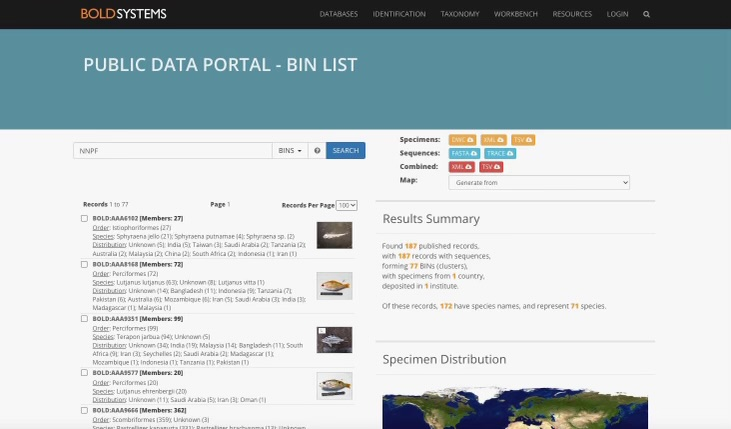 BOLDSYSTEMS
DATABASES IDENTIFICATION TAXONOMY WORKBENCH RESOURCES LOGIN
PUBLIC DATA PORTAL - BIN LIST
NNPF BINS SEARCH
Specimens: XML TSV
Sequences: FASTA TRACE
Combined: XML TSV
Map: Generate from
Records 1 to 77 Page 1 Records Per Page 100
BOLD:AAA6102 [Members: 27]
Order: Istiophoriformes (27)
Species: Sphyraena jello (21); Sphyraena putnamae (4); Sphyraena sp. (2)
Distribution: Unknown (5); India (5); Taiwan (3); Saudi Arabia (2); Tanzania (2);
Australia (2); Malaysia (2); China (2); South Africa (2); Indonesia (1); Iran (1)
BOLD:AAA8168 [Members: 72]
Order: Perciformes (72)
Species: Lutjanus lutjanus (63); Unknown (8); Lutjanus vitta (1)
Distribution: Unknown (14); Bangladesh (11); Indonesia (9); Tanzania (7);
Pakistan (6); Australia (6); Mozambique (6); Iran (5); Saudi Arabia (3); India (3);
Madagascar (1); Malaysia (1)
BOLD:AAA9351 [Members: 99]
Order: Perciformes (99)
Species: Terapon jarbua (94); Unknown (5)
Distribution: Unknown (34); India (19); Malaysia (14); Bangladesh (11); South
Africa (9); Iran (3); Seychelles (2); Saudi Arabia (2); Madagascar (1);
Mozambique (1); Indonesia (1); Tanzania (1); Pakistan (1)
BOLD:AAA9577 [Members: 20]
Order: Perciformes (20)
Species: Lutjanus ehrenbergii (20)
Distribution: Unknown (11); Saudi Arabia (5); Iran (3); Oman (1)
BOLD:AAA9666 [Members: 362]
Order: Scombriformes (359); Unknown (3)
Results Summary
Found 187 published records,
with 187 records with sequences,
forming 77 BINs (clusters),
with specimens from 1 country,
deposited in 1 institute.
Of these records, 172 have species names, and represent 71 species.
Specimen Distribution